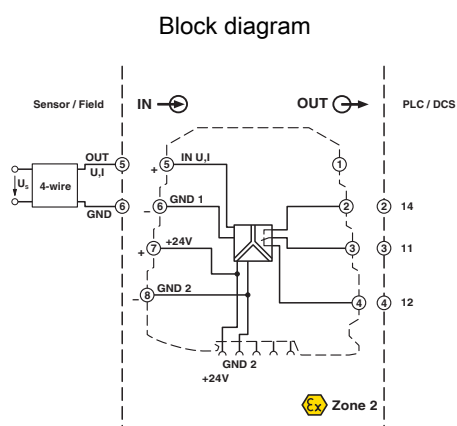 Block diagram
Sensor / Field
IN
OUT
PLC / DCS
OUT
U,I
5
+
5
IN U,I
1
Us
4-wire
GND
6
–
6
GND 1
2
2
14
+
7
+24V
3
3
11
–
8
GND 2
4
4
12
GND 2
+24V
Ex
Zone 2